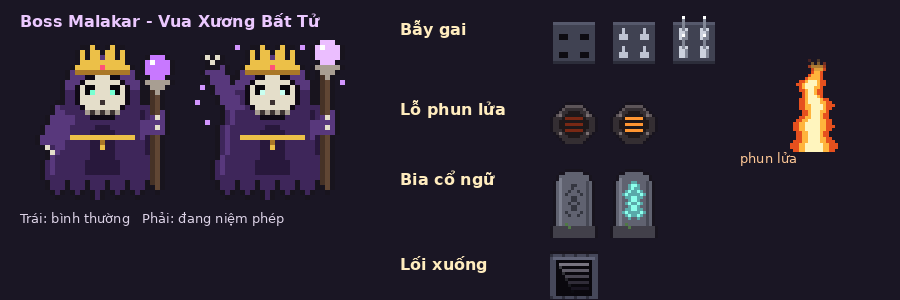 Boss Malakar - Vua Xương Bất Tử
Trái: bình thường   Phải: đang niệm phép
Bẫy gai
Lỗ phun lửa
phun lửa
Bia cổ ngữ
Lối xuống